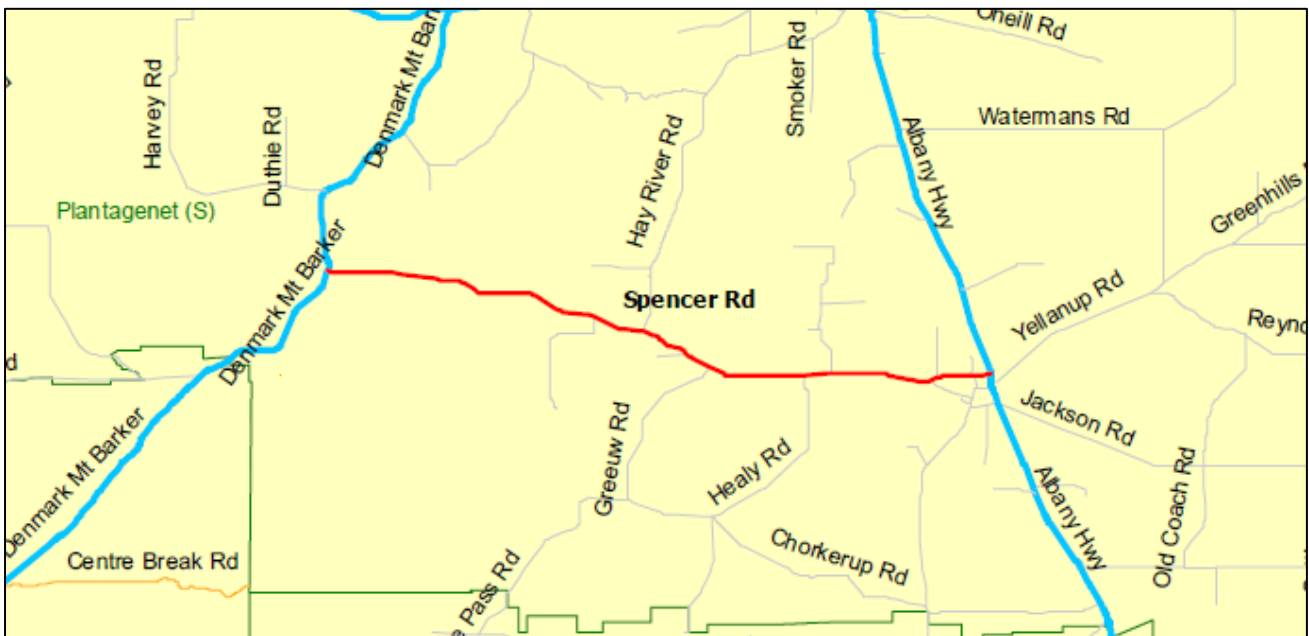 Oneill Rd
Smoker Rd
Denmark Mt Bar
Harvey Rd
Watermans Rd
Duthie Rd
Albany Hwy
Hay River Rd
Greenhills
Plantagenet (S)
Denmark Mt Barker
Spencer Rd
Yellanup Rd
Reyno
d
Jackson Rd
Greeuw Rd
Healy Rd
Denmark Mt Barker
Old Coach Rd
Albany Hwy
Chorkerup Rd
Centre Break Rd
e Pass Rd